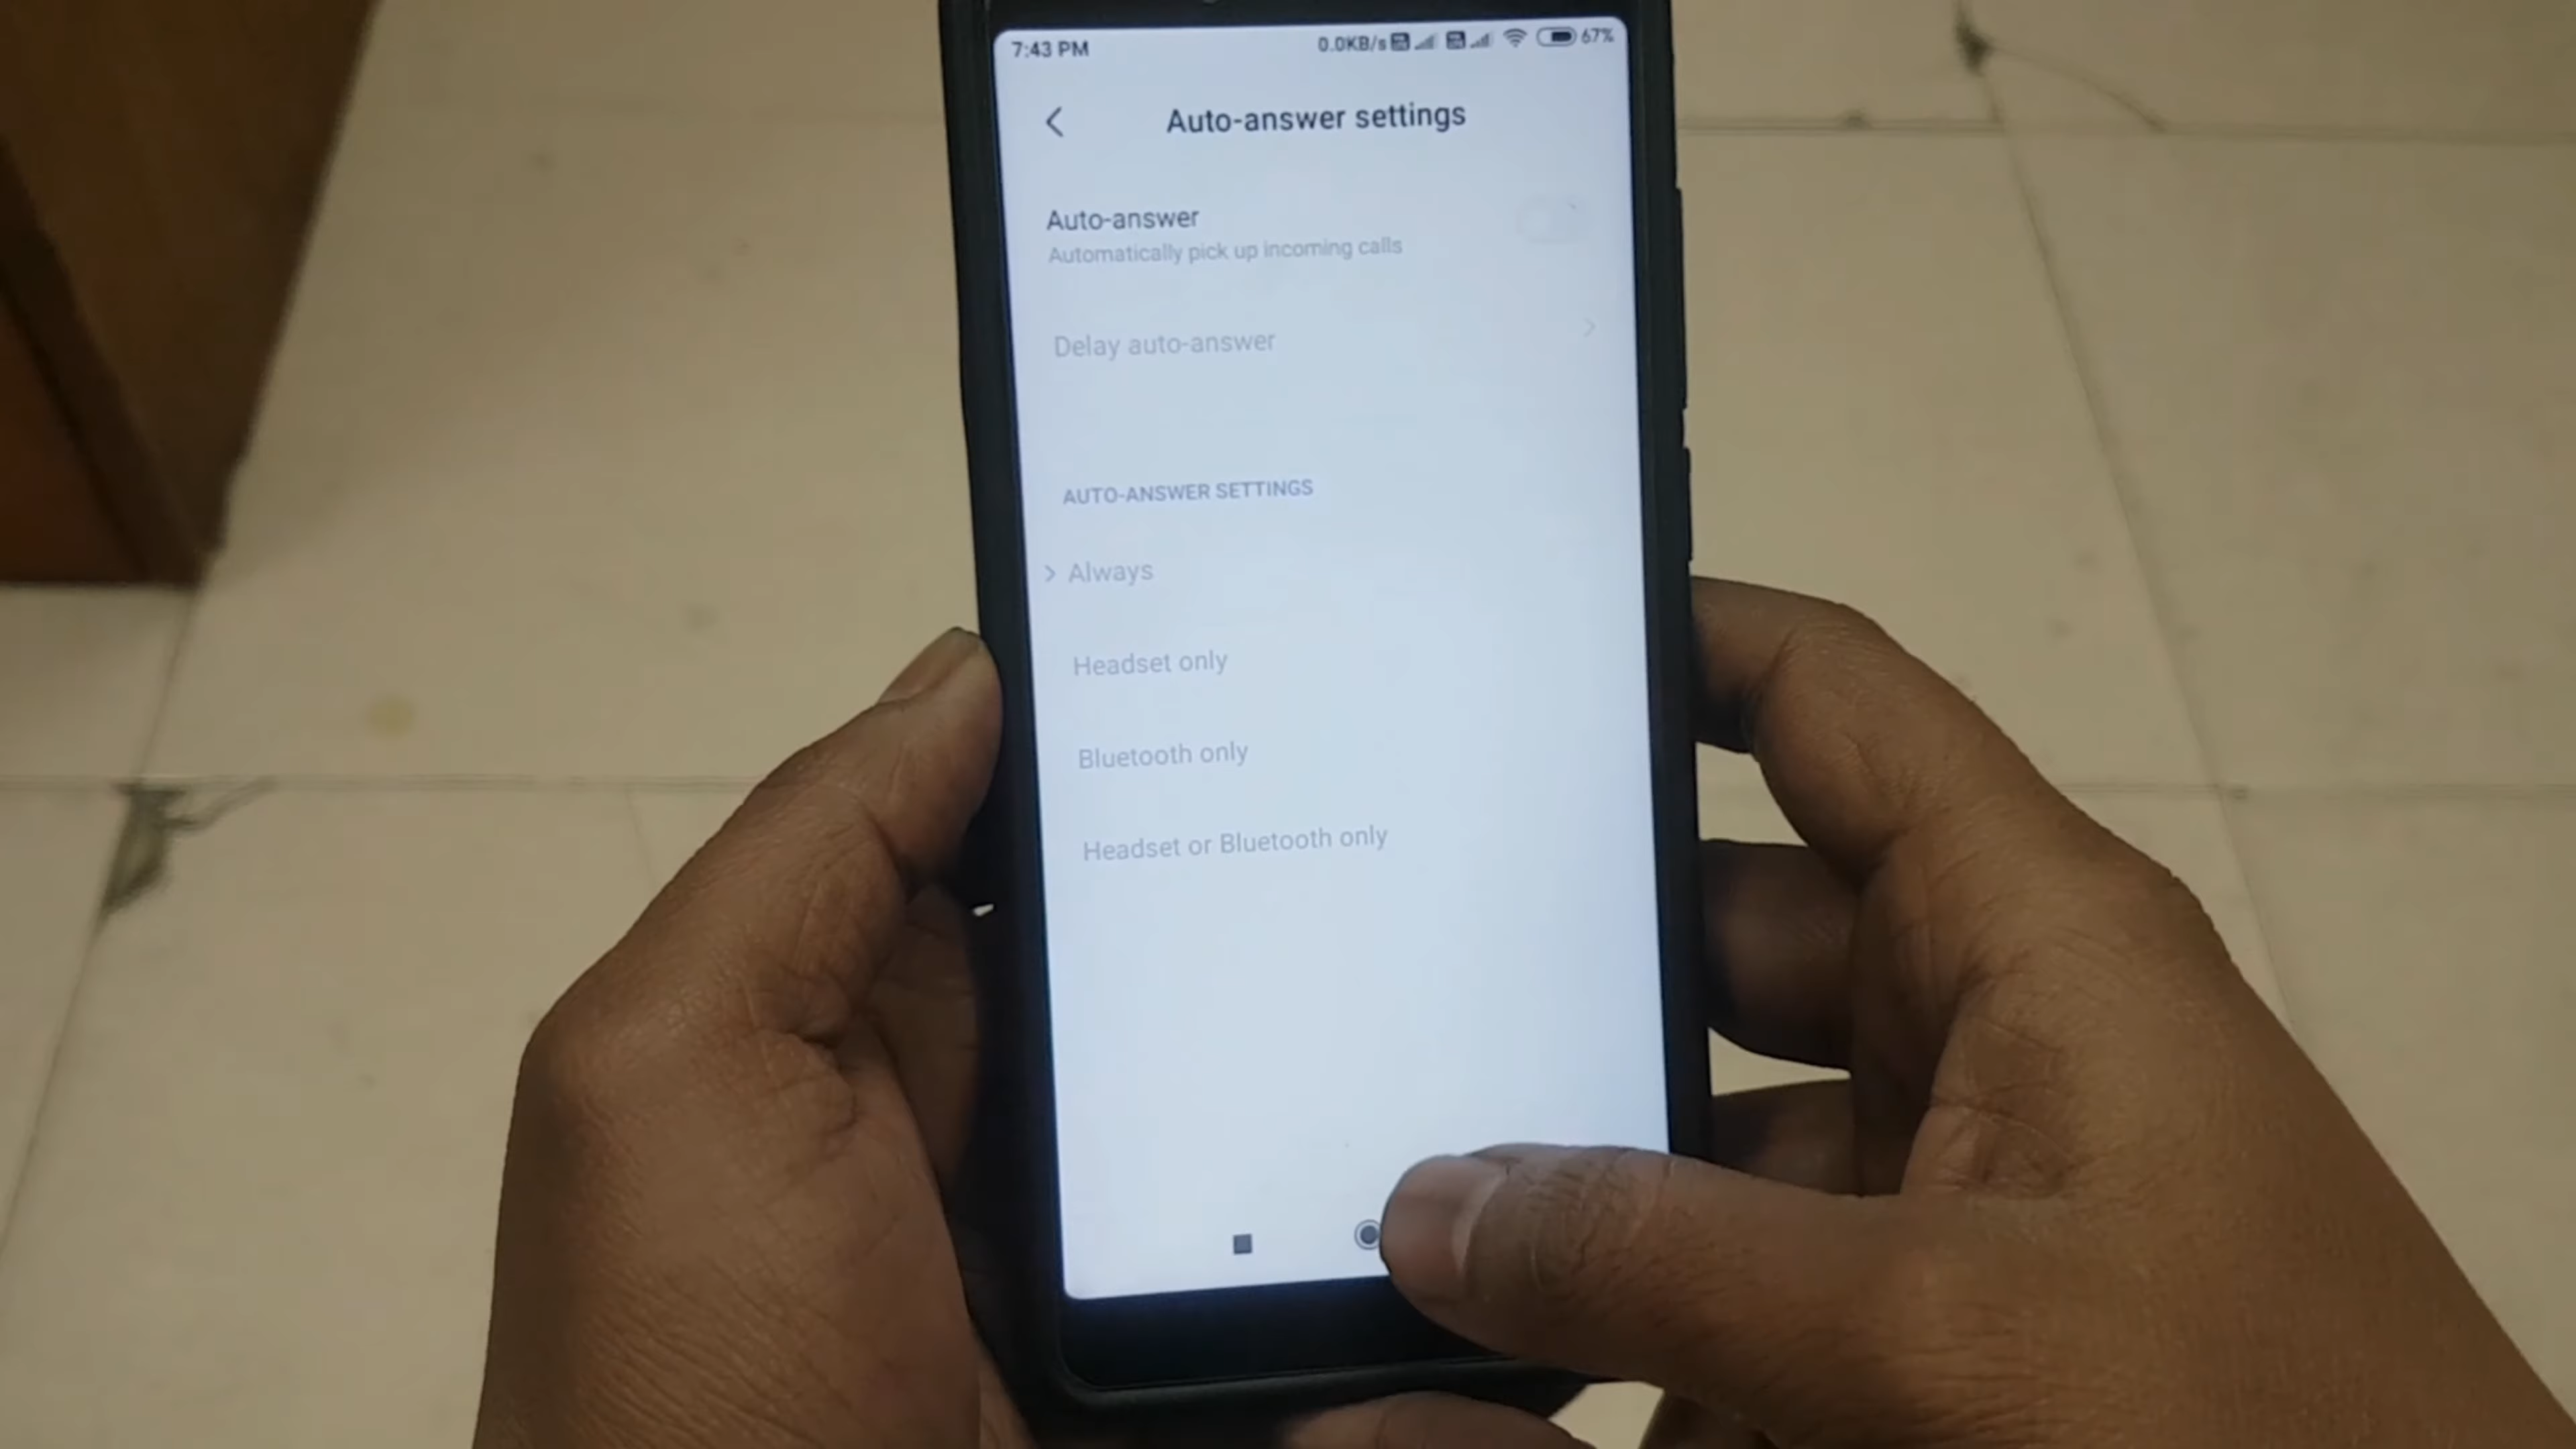 7:43 PM 0.0KB/s 67%
Auto-answer settings
Auto-answer
Automatically pick up incoming calls
Delay auto-answer
AUTO-ANSWER SETTINGS
Always
Headset only
Bluetooth only
Headset or Bluetooth only